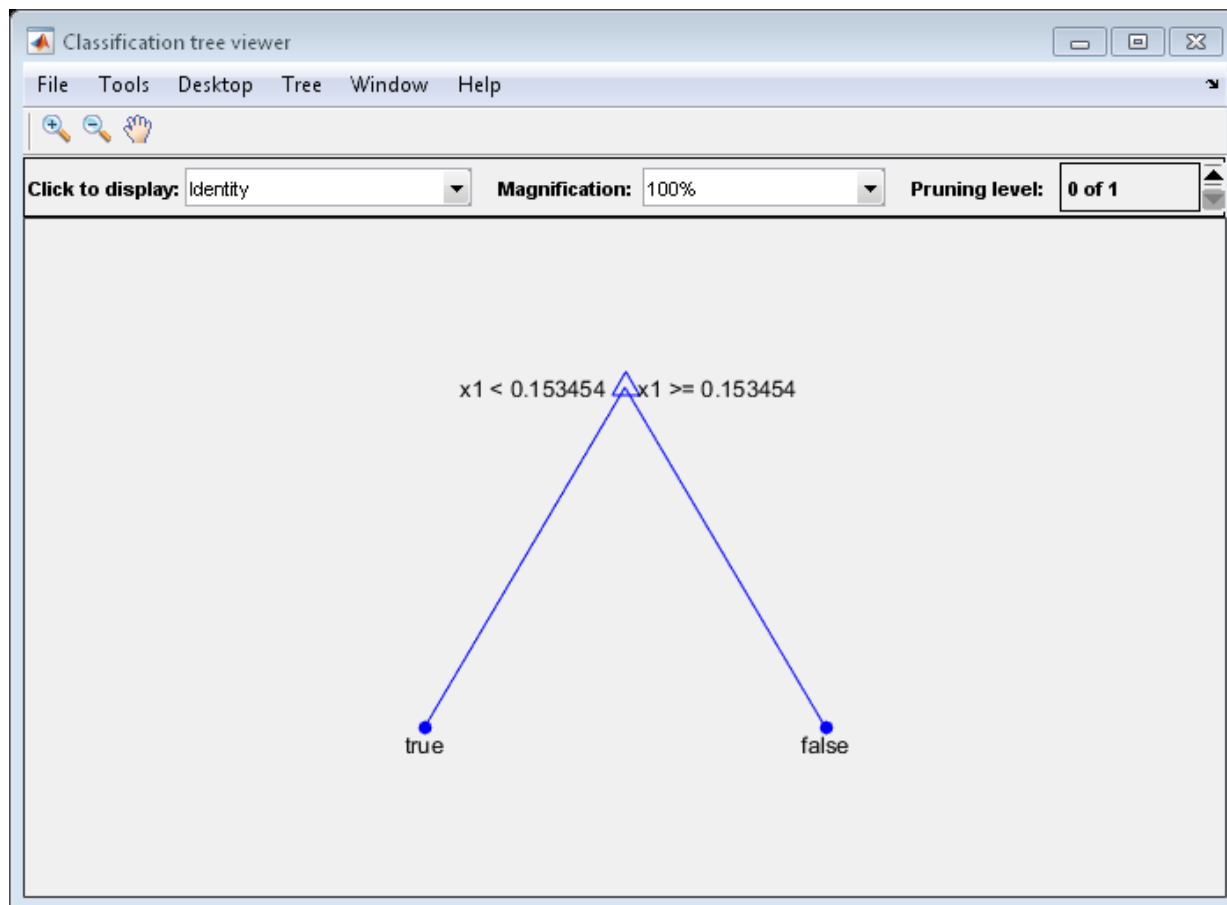 Classification tree viewer
File Tools Desktop Tree Window Help
Click to display: Identity Magnification: 100% Pruning level: 0 of 1
x1 < 0.153454 x1 >= 0.153454
true false